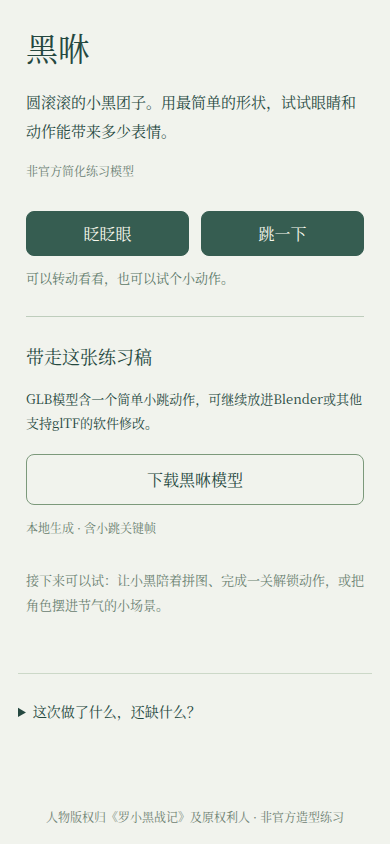 黑咻
圆滚滚的小黑团子。用最简单的形状，试试眼睛和
动作能带来多少表情。
非官方简化练习模型
眨眨眼
跳一下
可以转动看看，也可以试个小动作。
带走这张练习稿
GLB模型含一个简单小跳动作，可继续放进Blender或其他
支持glTF的软件修改。
下载黑咻模型
本地生成 · 含小跳关键帧
接下来可以试：让小黑陪着拼图、完成一关解锁动作，或把
角色摆进节气的小场景。
▶ 这次做了什么，还缺什么？
人物版权归《罗小黑战记》及原权利人 · 非官方造型练习